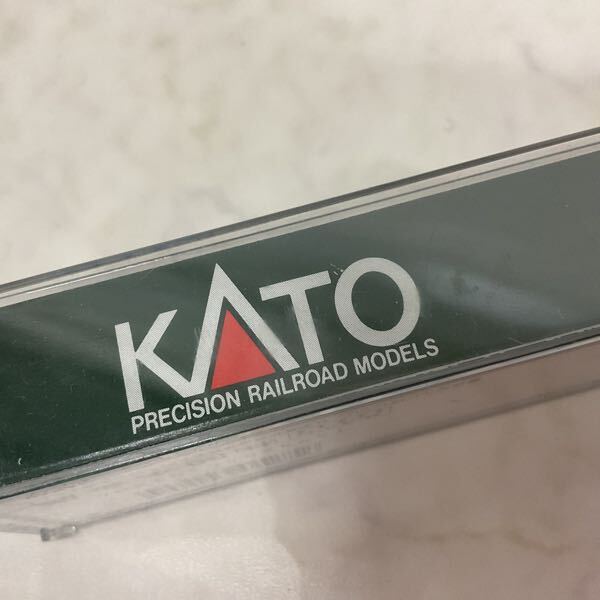 KATO
PRECISION RAILROAD MODELS